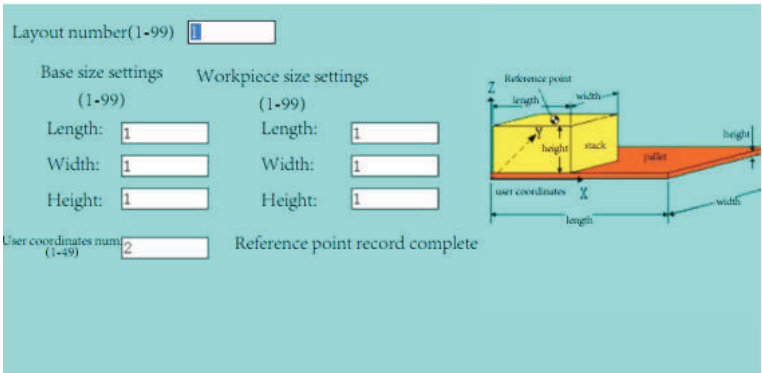 Layout number(1-99) 1
Base size settings
(1-99)
Workpiece size settings
(1-99)
Length: 1
Length: 1
Width: 1
Width: 1
Height: 1
Height: 1
User coordinates num
(1-49)
2
Reference point record complete
Reference point
Z
length
width
Y
height
stack
pallet
height
user coordinates
X
length
width